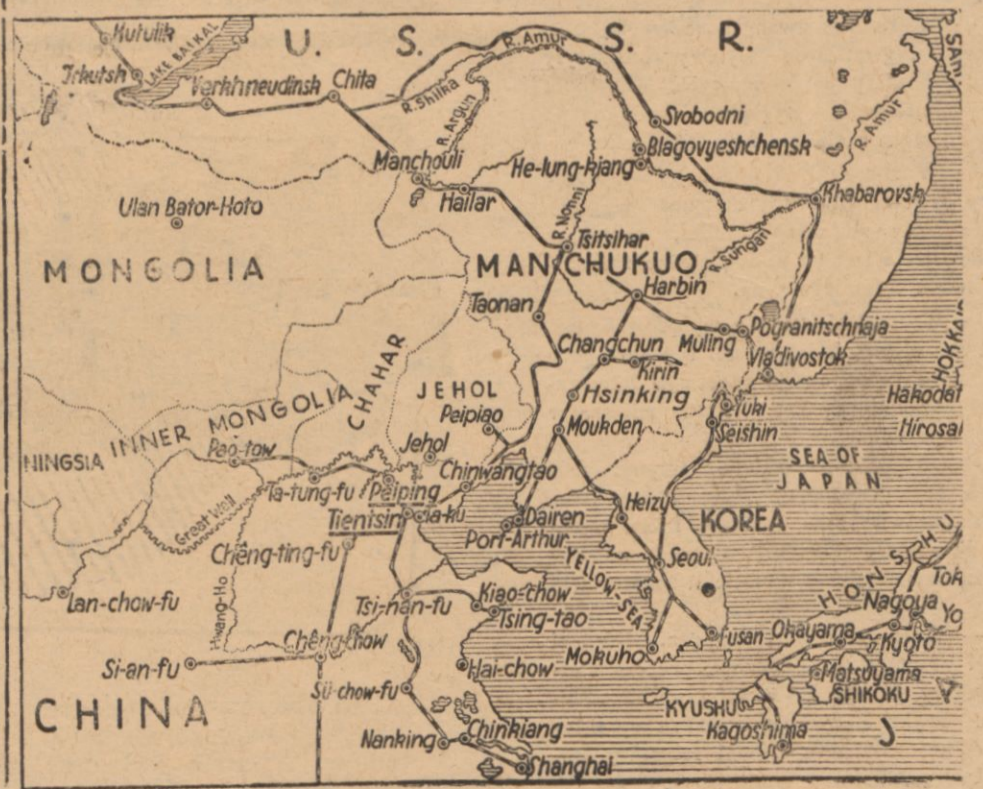 U. S. S. R.
Kutulik
LAKE BAIKAL
Irkutsh
Verkhneudinsk
Chita
R. Shilka
R. Argun
R. Amur
Svobodni
R. Amur
Blagovyeshchensk
He-lung-kiang
Manchouli
Hailar
R. Nonni
Khabarovsk
Ulan Bator-Hoto
Tsitsihar
R. Sungari
MONGOLIA
MANCHUKUO
Harbin
Taonan
Pogranitschnaja
Muling
Changchun
Kirin
Vladivostok
HOKKAI
CHAHAR
JEHOL
Hsinking
Hakodat
Peipiao
Moukden
Yuki
Seishin
Hirosa
INNER MONGOLIA
NINGSIA
Pao-tow
Jehol
SEA OF
JAPAN
Chinwangtao
Ta-tung-fu
Peiping
Great Wall
Tientsin
Ta-ku
Dairen
Port-Arthur
Heizy
KOREA
Cheng-ting-fu
YELLOW-SEA
Seoul
HONSHU
Lan-chow-fu
Hwang-Ho
Tsi-nan-fu
Kiao-chow
Tsing-tao
Tok
Nagoya
Yo
Cheng-chow
Fusan
Okayama
Kyoto
Si-an-fu
Hai-chow
Mokuho
Matsuyama
SHIKOKU
Sü-chow-fu
CHINA
KYUSHU
Kagoshima
J A
Nanking
Chinkiang
Shanghai